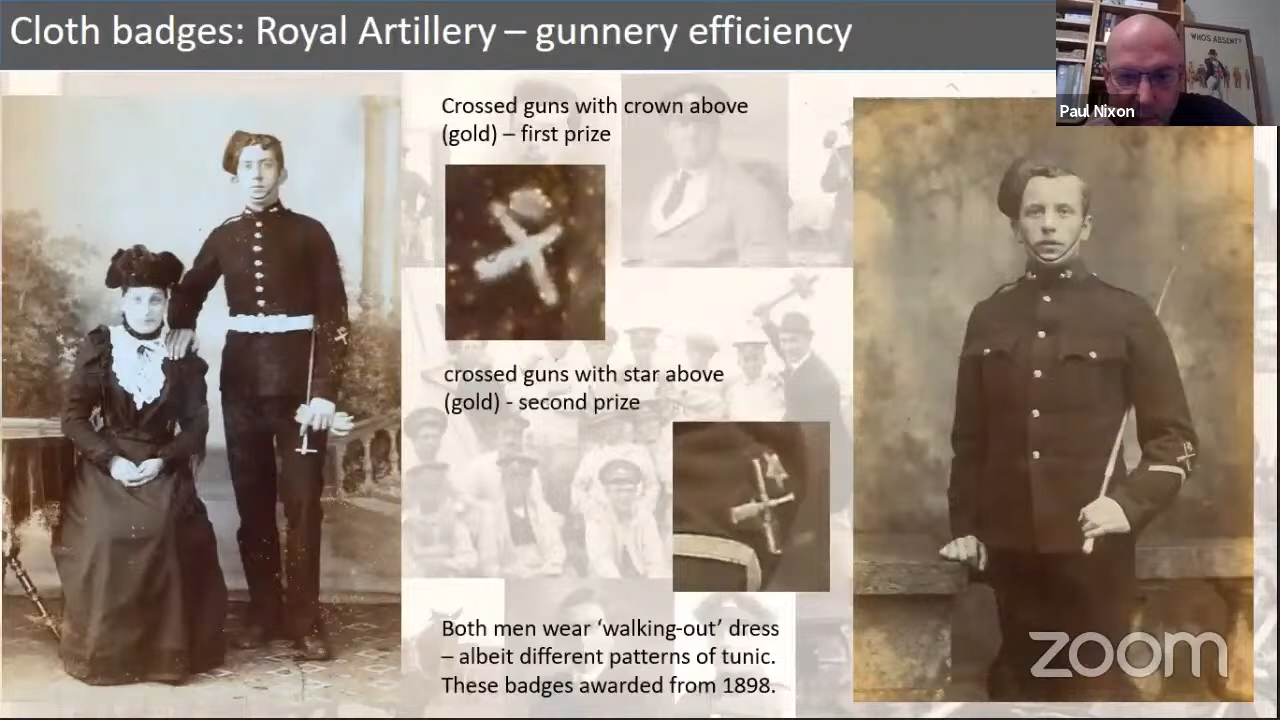 Cloth badges: Royal Artillery – gunnery efficiency
WHO'S ABSENT?
Paul Nixon
Crossed guns with crown above
(gold) – first prize
crossed guns with star above
(gold) - second prize
Both men wear ‘walking-out’ dress
– albeit different patterns of tunic.
These badges awarded from 1898.
zoom